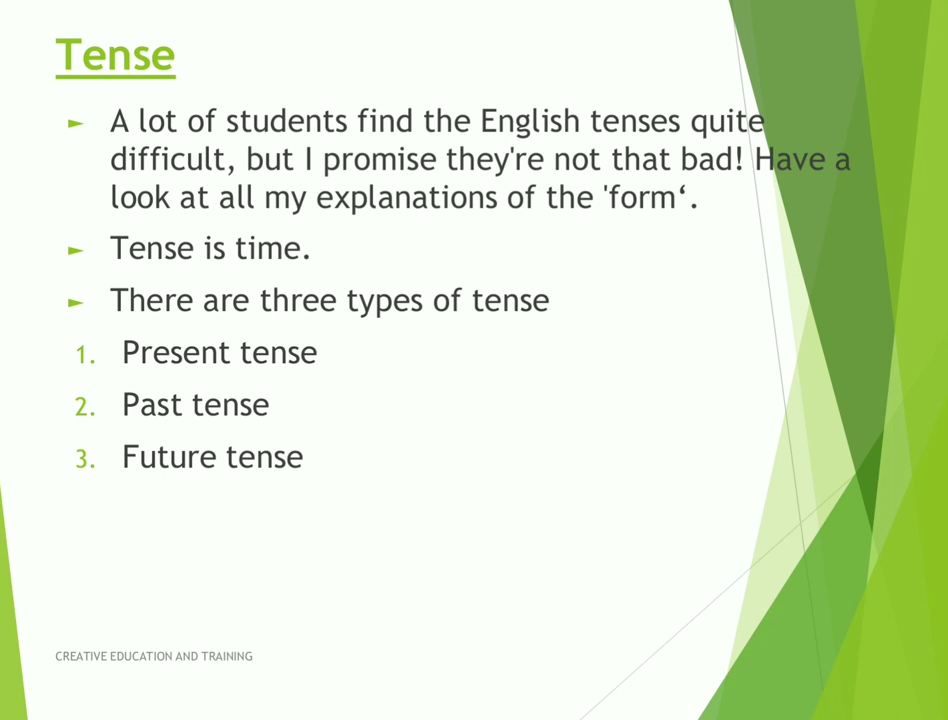 Tense
► A lot of students find the English tenses quite
difficult, but I promise they're not that bad! Have a
look at all my explanations of the 'form‘.
► Tense is time.
► There are three types of tense
1. Present tense
2. Past tense
3. Future tense
CREATIVE EDUCATION AND TRAINING